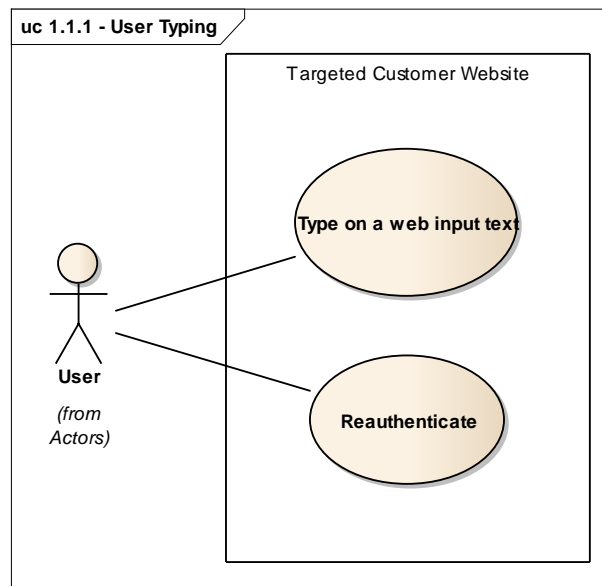 uc 1.1.1 - User Typing
Targeted Customer Website
Type on a web input text
User
(from
Actors)
Reauthenticate